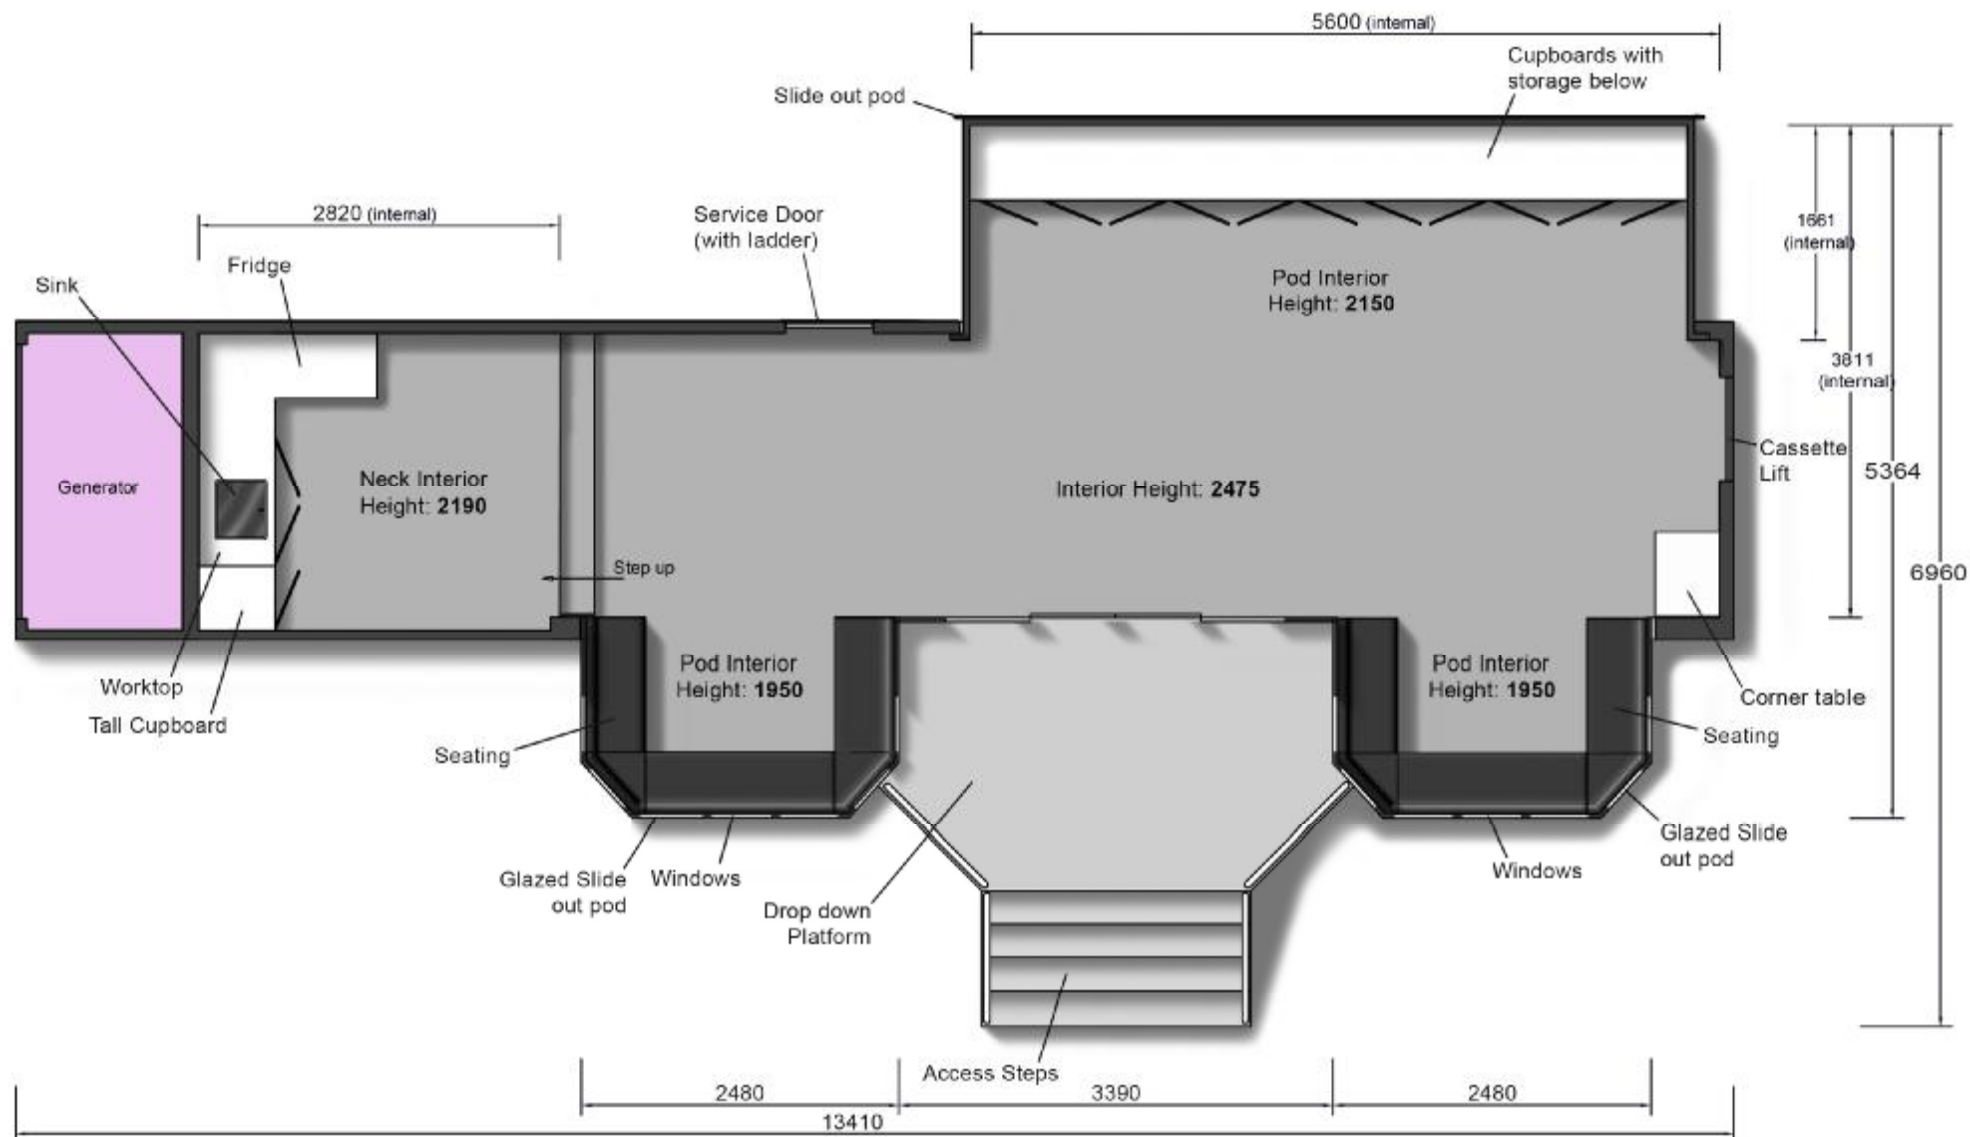 5600 (internal)
Cupboards with
storage below
Slide out pod
2820 (internal)
Service Door
(with ladder)
1661
(internal)
Fridge
Sink
Pod Interior
Height: 2150
3811
(internal)
Generator
Neck Interior
Height: 2190
Interior Height: 2475
Cassette
Lift
5364
6960
Step up
Pod Interior
Height: 1950
Pod Interior
Height: 1950
Worktop
Tall Cupboard
Corner table
Seating
Seating
Glazed Slide
out pod
Windows
Drop down
Platform
Windows
Glazed Slide
out pod
Access Steps
2480
3390
2480
13410